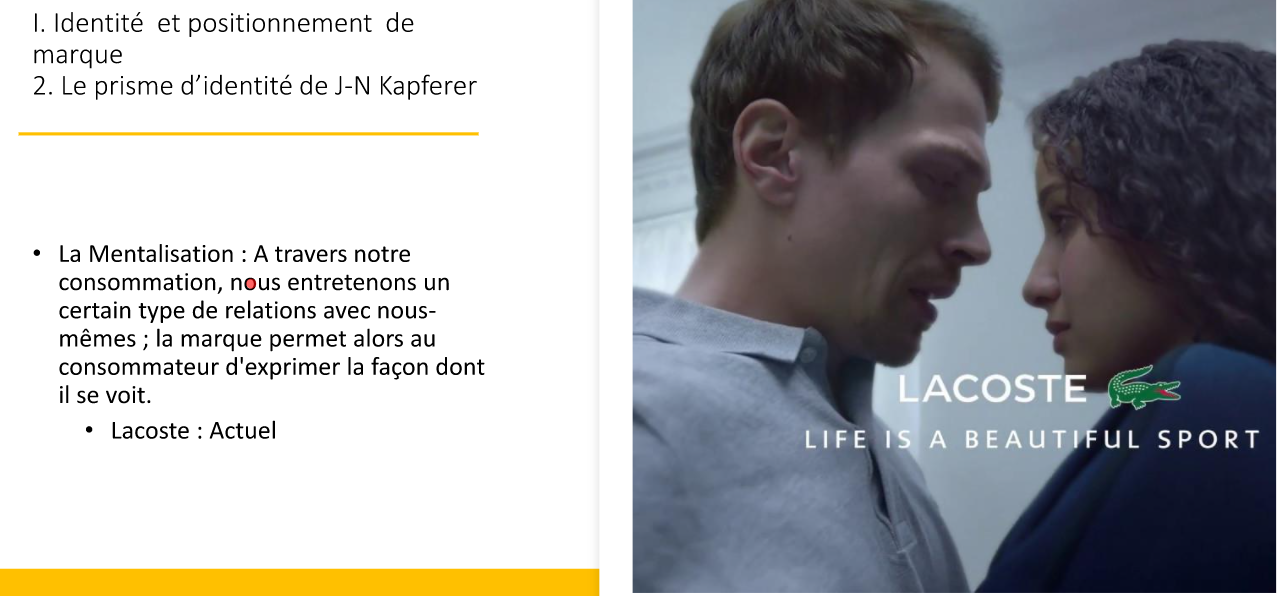 I. Identité et positionnement de
marque
2. Le prisme d’identité de J-N Kapferer
• La Mentalisation : A travers notre
consommation, nous entretenons un
certain type de relations avec nous-
mêmes ; la marque permet alors au
consommateur d'exprimer la façon dont
il se voit.
• Lacoste : Actuel
LACOSTE
LIFE IS A BEAUTIFUL SPORT